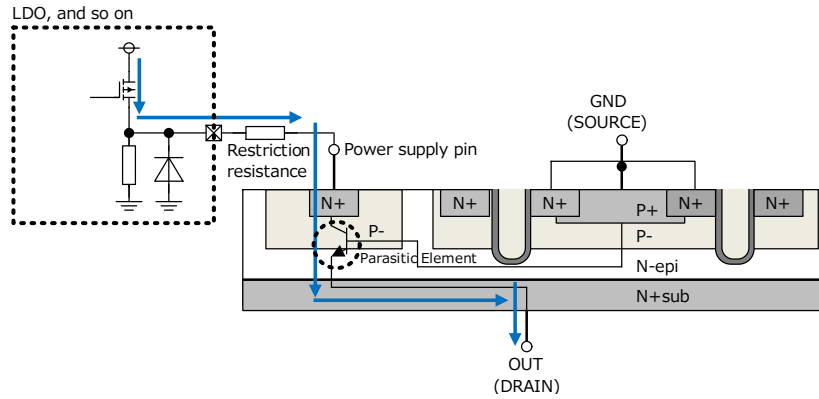 LDO, and so on
GND
(SOURCE)
Restriction
resistance
Power supply pin
N+
N+
N+
P+
N+
N+
P-
P-
Parasitic Element
N-epi
N+sub
OUT
(DRAIN)